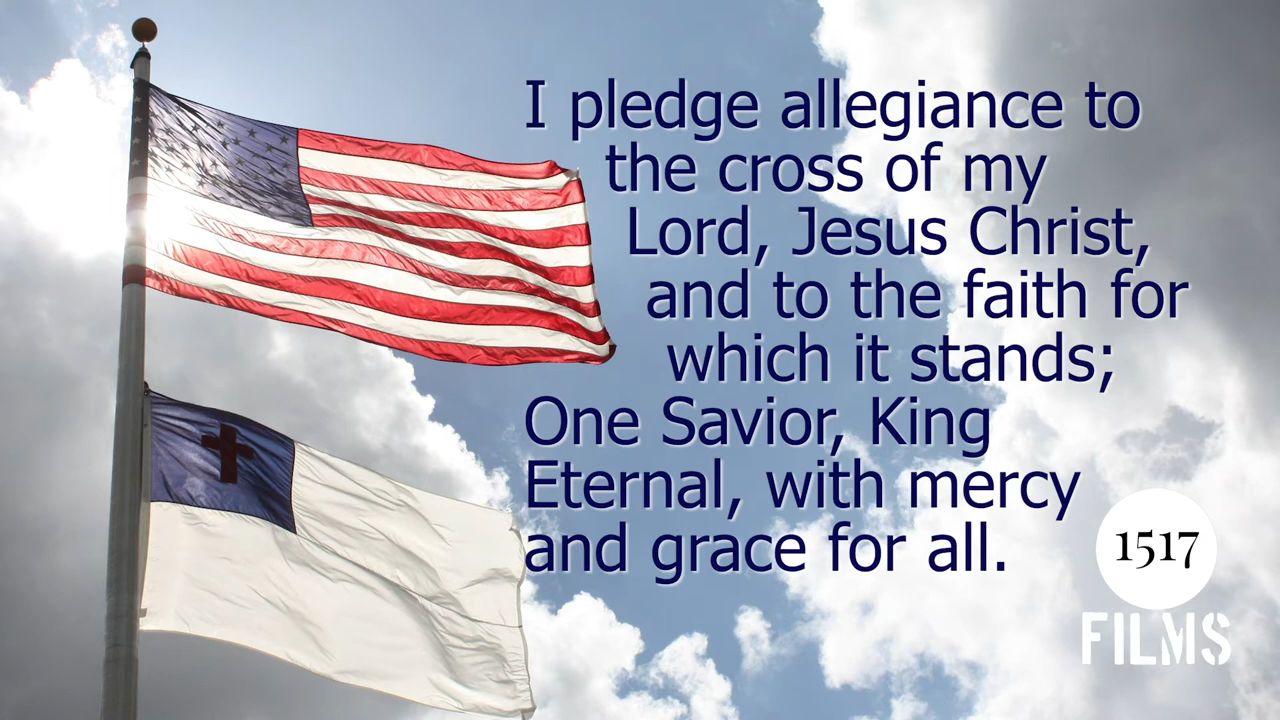 I pledge allegiance to
the cross of my
Lord, Jesus Christ,
and to the faith for
which it stands;
One Savior, King
Eternal, with mercy
and grace for all.
1517
FILMS